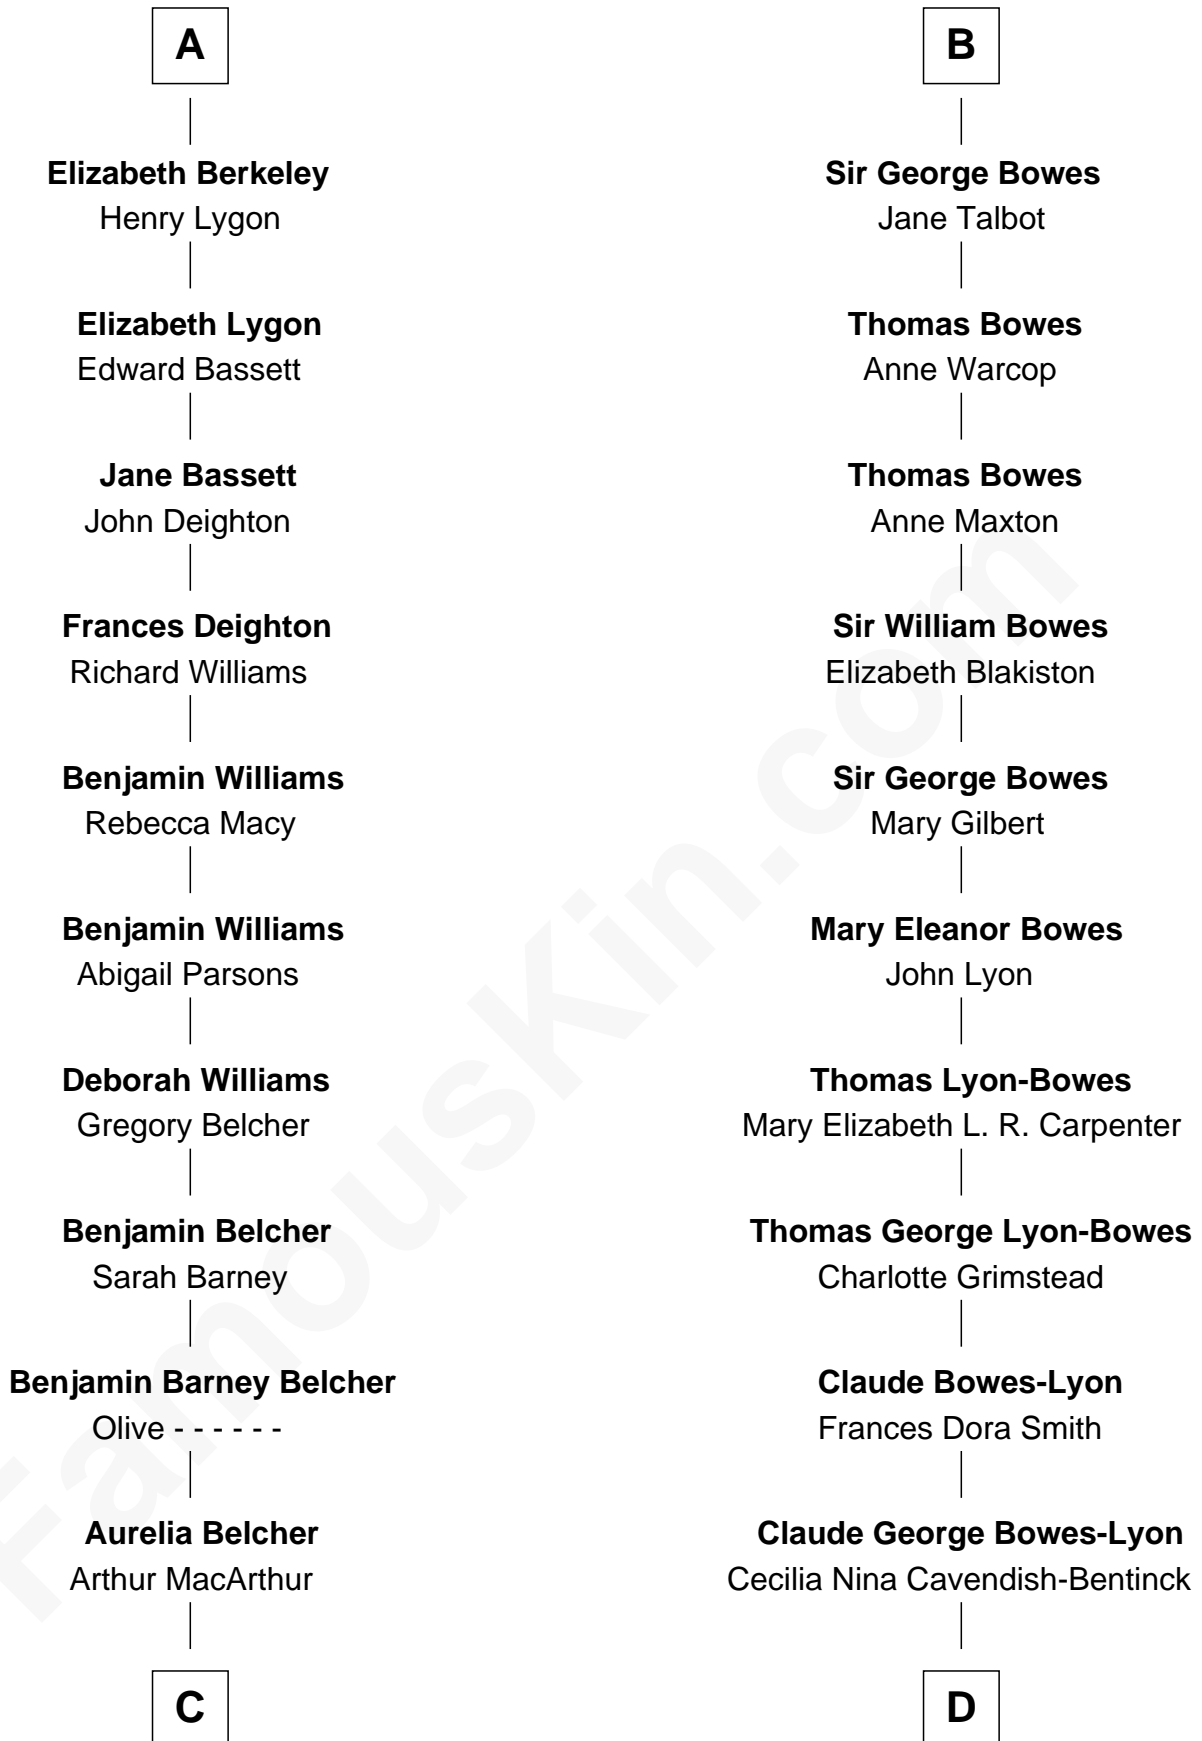 A
Elizabeth Berkeley
Henry Lygon
Elizabeth Lygon
Edward Bassett
Jane Bassett
John Deighton
Frances Deighton
Richard Williams
Benjamin Williams
Rebecca Macy
Benjamin Williams
Abigail Parsons
Deborah Williams
Gregory Belcher
Benjamin Belcher
Sarah Barney
Benjamin Barney Belcher
Olive - - - - - -
Aurelia Belcher
Arthur MacArthur
C
B
Sir George Bowes
Jane Talbot
Thomas Bowes
Anne Warcop
Thomas Bowes
Anne Maxton
Sir William Bowes
Elizabeth Blakiston
Sir George Bowes
Mary Gilbert
Mary Eleanor Bowes
John Lyon
Thomas Lyon-Bowes
Mary Elizabeth L. R. Carpenter
Thomas George Lyon-Bowes
Charlotte Grimstead
Claude Bowes-Lyon
Frances Dora Smith
Claude George Bowes-Lyon
Cecilia Nina Cavendish-Bentinck
D
FamousKin.com